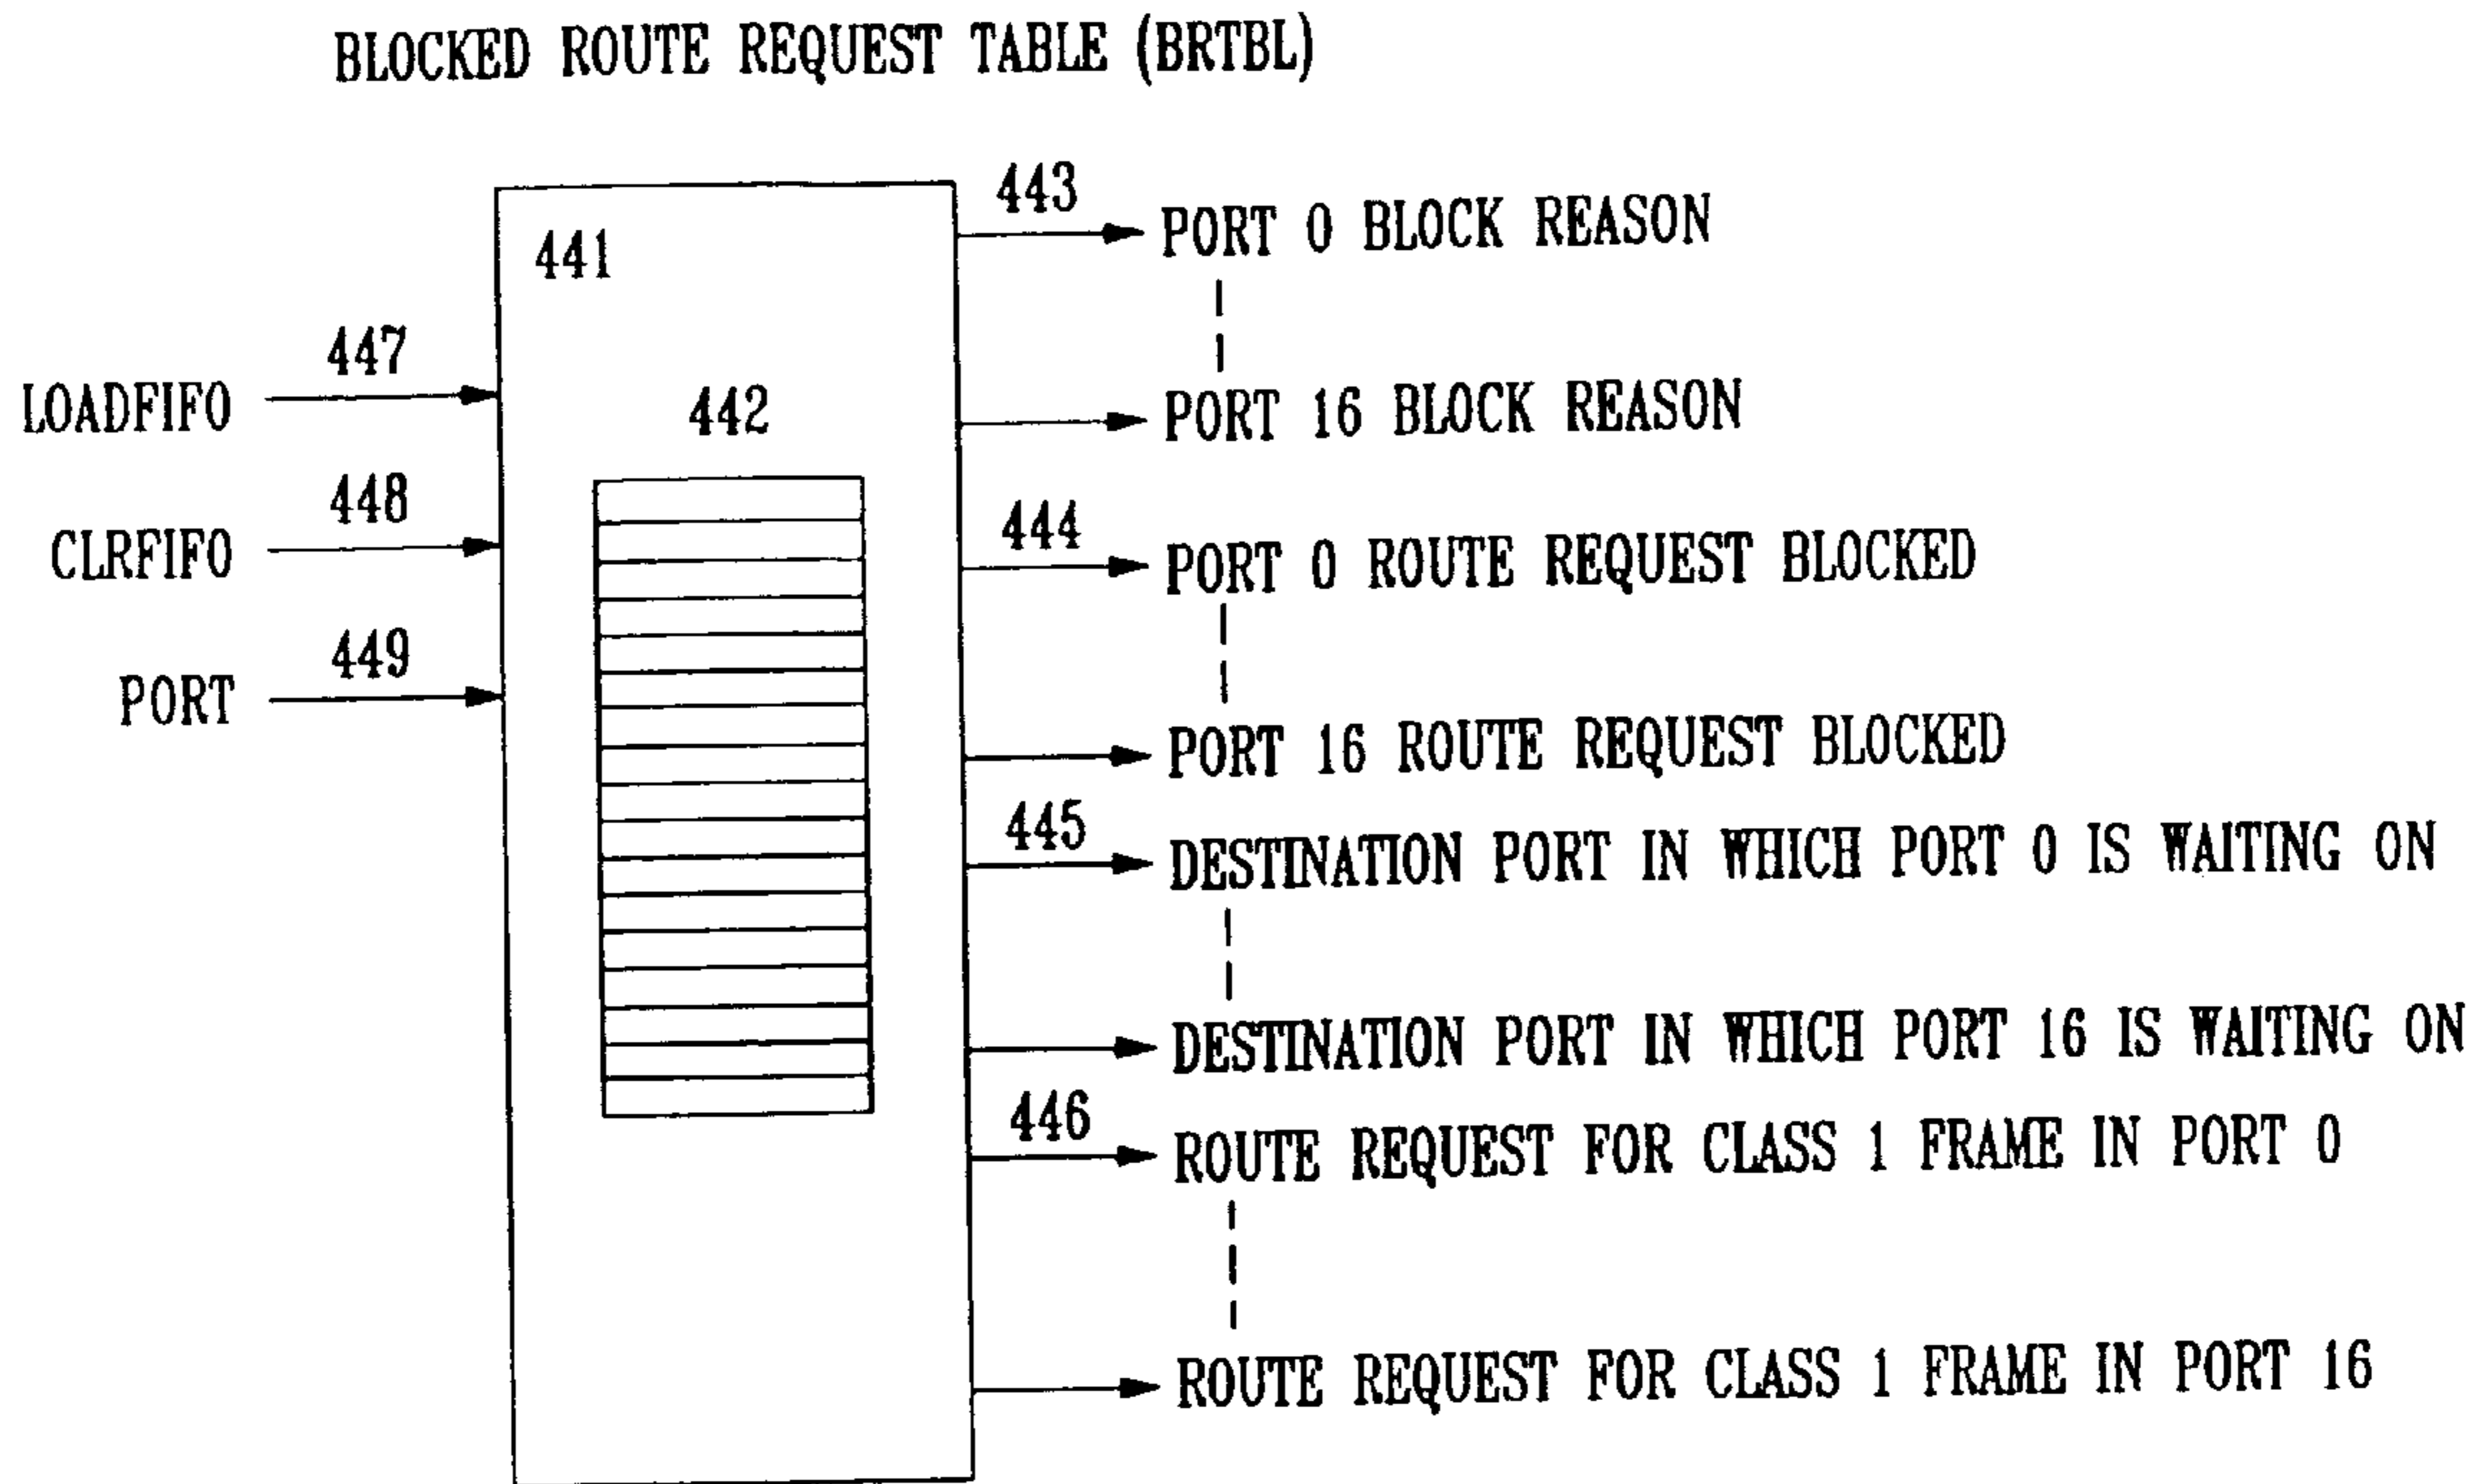 BLOCKED ROUTE REQUEST TABLE (BRTBL)
443
PORT 0 BLOCK REASON
441
447
LOADFIFO
442
PORT 16 BLOCK REASON
448
CLRFIFO
444
PORT 0 ROUTE REQUEST BLOCKED
449
PORT
PORT 16 ROUTE REQUEST BLOCKED
445
DESTINATION PORT IN WHICH PORT 0 IS WAITING ON
DESTINATION PORT IN WHICH PORT 16 IS WAITING ON
446
ROUTE REQUEST FOR CLASS 1 FRAME IN PORT 0
ROUTE REQUEST FOR CLASS 1 FRAME IN PORT 16